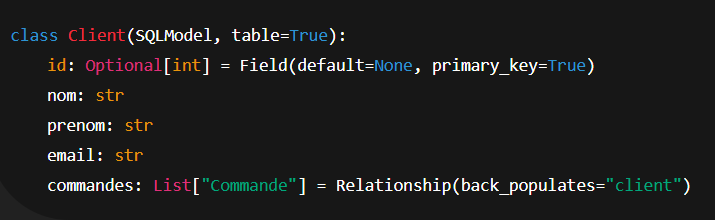 class Client(SQLModel, table=True):
    id: Optional[int] = Field(default=None, primary_key=True)
    nom: str
    prenom: str
    email: str
    commandes: List["Commande"] = Relationship(back_populates="client")